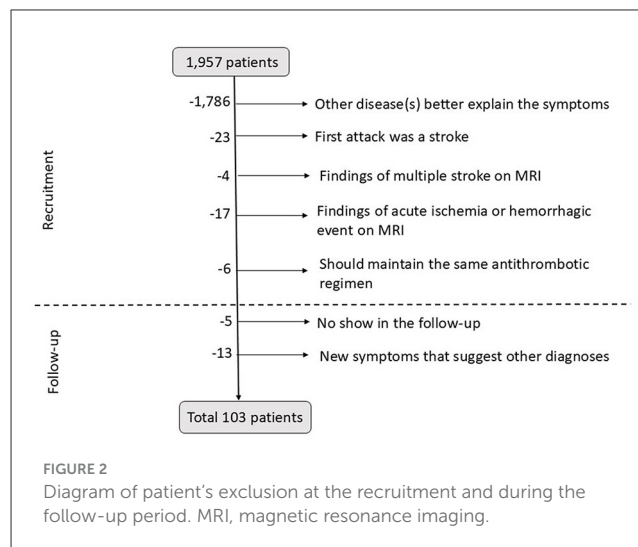 1,957 patients
-1,786 Other disease(s) better explain the symptoms
-23 First attack was a stroke
-4 Findings of multiple stroke on MRI
-17 Findings of acute ischemia or hemorrhagic
event on MRI
-6 Should maintain the same antithrombotic
regimen
Recruitment
-5 No show in the follow-up
-13 New symptoms that suggest other diagnoses
Follow-up
Total 103 patients
FIGURE 2
Diagram of patient's exclusion at the recruitment and during the
follow-up period. MRI, magnetic resonance imaging.